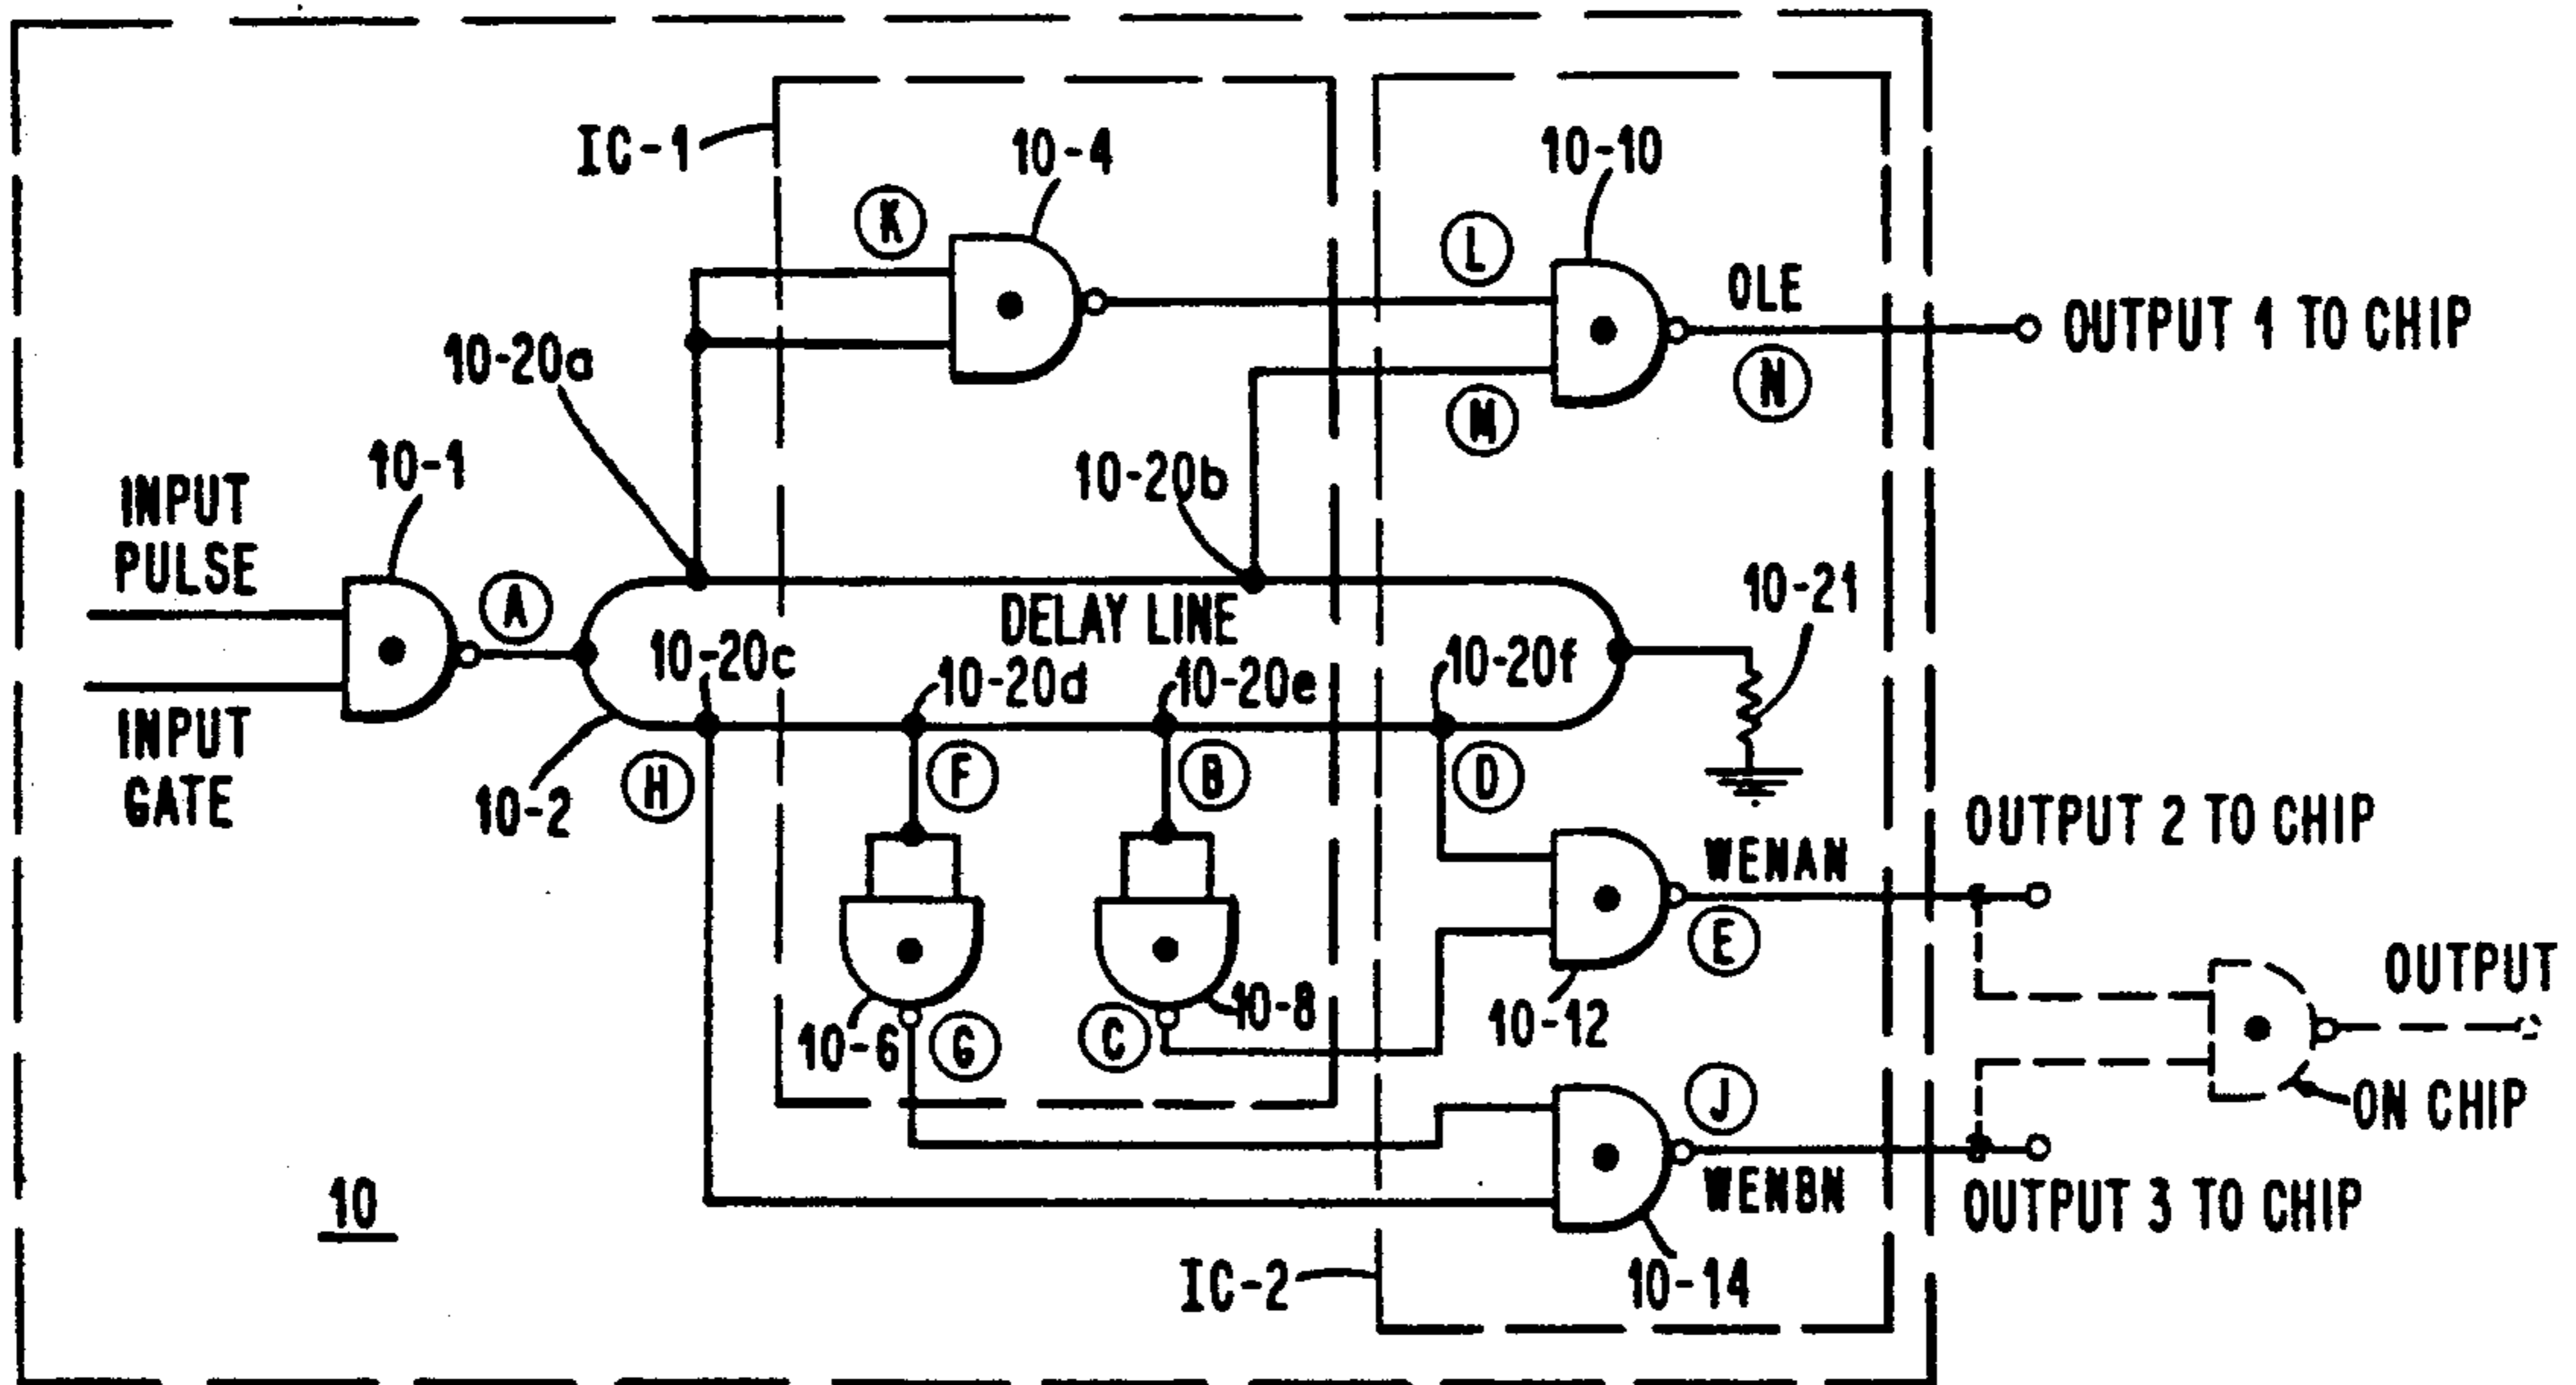 IC-1
10-4
10-10
K
L
OLE
OUTPUT 1 TO CHIP
10-20a
N
M
10-1
10-20b
INPUT
PULSE
A
10-21
DELAY LINE
10-20c
10-20d
10-20e
10-20f
INPUT
GATE
10-2
H
F
B
D
OUTPUT 2 TO CHIP
WENAN
E
OUTPUT
10-6
G
C
10-8
10-12
J
ON CHIP
WENBN
10
OUTPUT 3 TO CHIP
IC-2
10-14